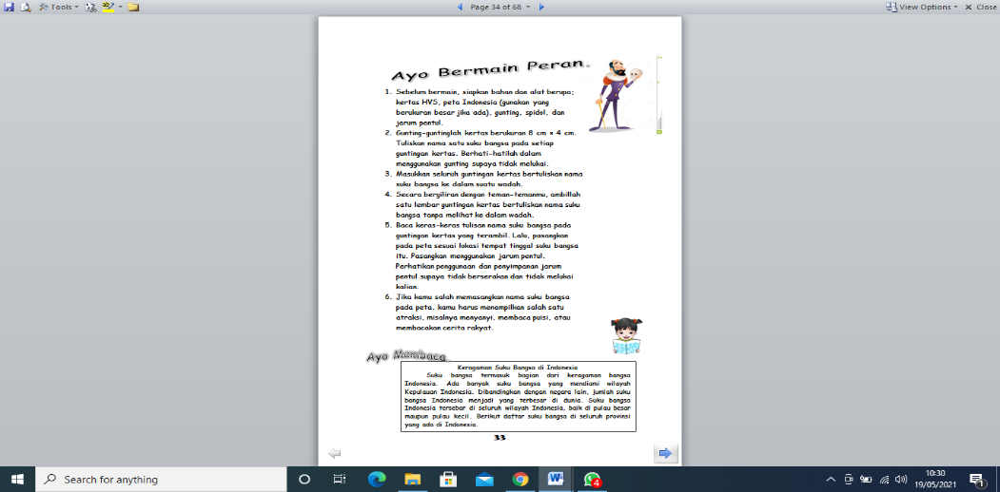 Tools
Page 34 of 68
View Options
Close
Ayo Bermain Peran.
1. Sebelum bermain, siapkan bahan dan alat berupa;
kertas HVS, peta Indonesia (gunakan yang
berukuran besar jika ada), gunting, spidol, dan
jarum pentul.
2. Gunting-guntinglah kertas berukuran 8 cm × 4 cm.
Tuliskan nama satu suku bangsa pada setiap
guntingan kertas. Berhati-hatilah dalam
menggunakan gunting supaya tidak melukai.
3. Masukkan seluruh guntingan kertas bertuliskan nama
suku bangsa ke dalam suatu wadah.
4. Secara bergiliran dengan teman-temanmu, ambillah
satu lembar guntingan kertas bertuliskan nama suku
bangsa tanpa melihat ke dalam wadah.
5. Baca keras-keras tulisan nama suku bangsa pada
guntingan kertas yang terambil. Lalu, pasangkan
pada peta sesuai lokasi tempat tinggal suku bangsa
itu. Pasangkan menggunakan jarum pentul.
Perhatikan penggunaan dan penyimpanan jarum
pentul supaya tidak berserakan dan tidak melukai
kalian.
6. Jika kamu salah memasangkan nama suku bangsa
pada peta, kamu harus menampilkan salah satu
atraksi, misalnya menyanyi, membaca puisi, atau
membacakan cerita rakyat.
Ayo Membaca.
Keragaman Suku Bangsa di Indonesia
Suku bangsa termasuk bagian dari keragaman bangsa
Indonesia. Ada banyak suku bangsa yang mendiami wilayah
Kepulauan Indonesia. Dibandingkan dengan negara lain, jumlah suku
bangsa Indonesia menjadi yang terbesar di dunia. Suku bangsa
Indonesia tersebar di seluruh wilayah Indonesia, baik di pulau besar
maupun pulau kecil. Berikut daftar suku bangsa di seluruh provinsi
yang ada di Indonesia.
33
Search for anything
4
10:30
19/05/2021
1